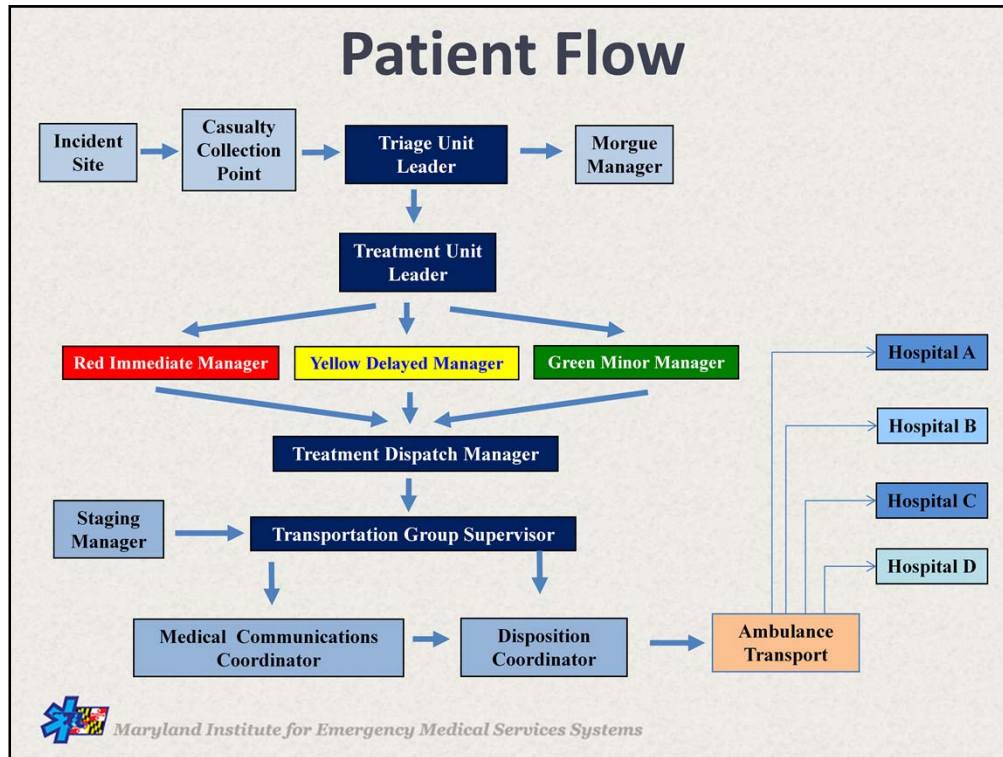 Patient Flow
Incident
Site
Casualty
Collection
Point
Triage Unit
Leader
Morgue
Manager
Treatment Unit
Leader
Red Immediate Manager
Yellow Delayed Manager
Green Minor Manager
Hospital A
Hospital B
Treatment Dispatch Manager
Hospital C
Staging
Manager
Transportation Group Supervisor
Hospital D
Medical Communications
Coordinator
Disposition
Coordinator
Ambulance
Transport
Maryland Institute for Emergency Medical Services Systems